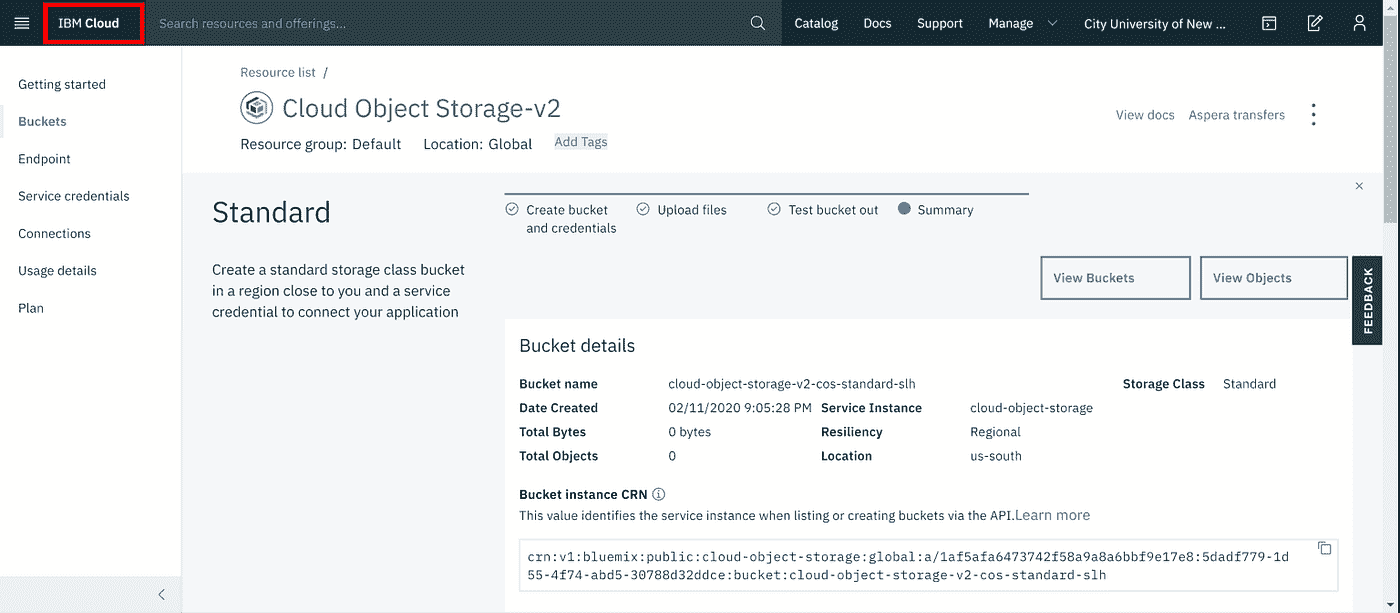 IBM Cloud
Search resources and offerings...
Catalog
Docs
Support
Manage
City University of New ...
Getting started
Buckets
Endpoint
Service credentials
Connections
Usage details
Plan
Resource list /
Cloud Object Storage-v2
Resource group: Default Location: Global Add Tags
View docs
Aspera transfers
Standard
Create a standard storage class bucket
in a region close to you and a service
credential to connect your application
Create bucket
and credentials
Upload files
Test bucket out
Summary
View Buckets
View Objects
FEEDBACK
Bucket details
Bucket name cloud-object-storage-v2-cos-standard-slh Storage Class Standard
Date Created 02/11/2020 9:05:28 PM Service Instance cloud-object-storage
Total Bytes 0 bytes Resiliency Regional
Total Objects 0 Location us-south
Bucket instance CRN
This value identifies the service instance when listing or creating buckets via the API.Learn more
crn:v1:bluemix:public:cloud-object-storage:global:a/1af5afa6473742f58a9a8a6bbf9e17e8:5dadf779-1d
55-4f74-abd5-30788d32ddce:bucket:cloud-object-storage-v2-cos-standard-slh